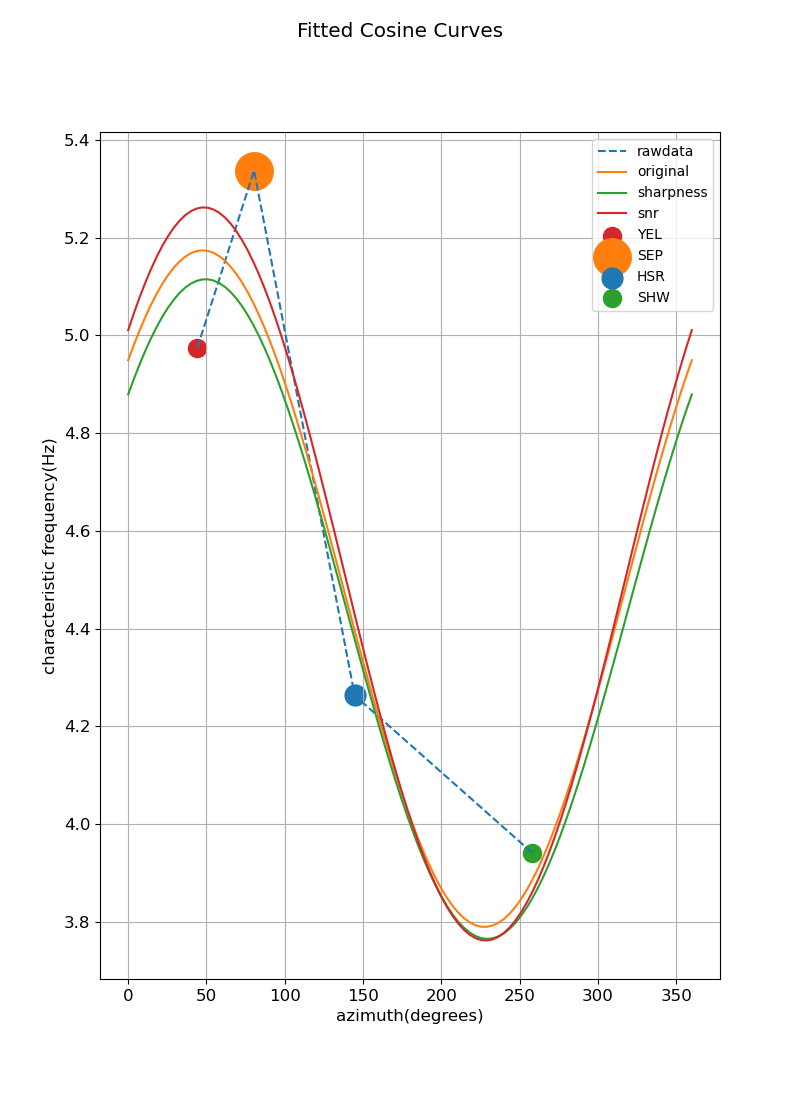 Fitted Cosine Curves
5.4
5.2
5.0
4.8
4.6
4.4
4.2
4.0
3.8
characteristic frequency(Hz)
rawdata
original
sharpness
snr
YEL
SEP
HSR
SHW
0 50 100 150 200 250 300 350
azimuth(degrees)